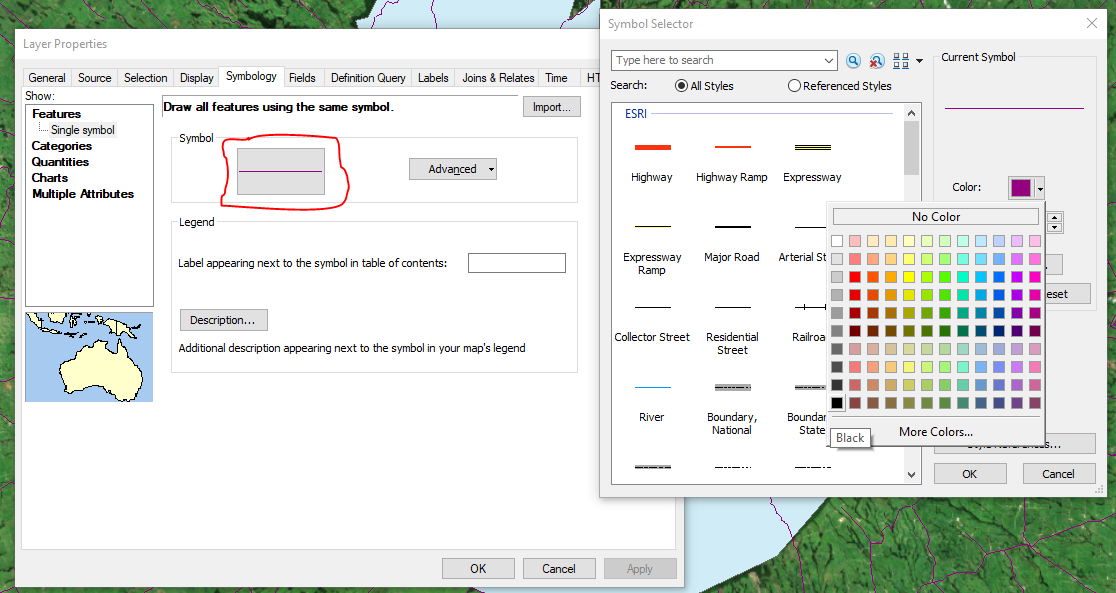 Layer Properties
General Source Selection Display Symbology Fields Definition Query Labels Joins & Relates Time HT
Show:
Features
Single symbol
Categories
Quantities
Charts
Multiple Attributes
Draw all features using the same symbol.
Import...
Symbol
Advanced
Legend
Label appearing next to the symbol in table of contents:
Description...
Additional description appearing next to the symbol in your map's legend
OK Cancel Apply
Symbol Selector
Type here to search
Search: All Styles Referenced Styles
ESRI
Highway Highway Ramp Expressway
Expressway
Ramp
Major Road
Arterial St
Collector Street
Residential
Street
Railroa
River
Boundary,
National
Bounda
State
Current Symbol
Color:
No Color
More Colors...
Black
eset
OK Cancel